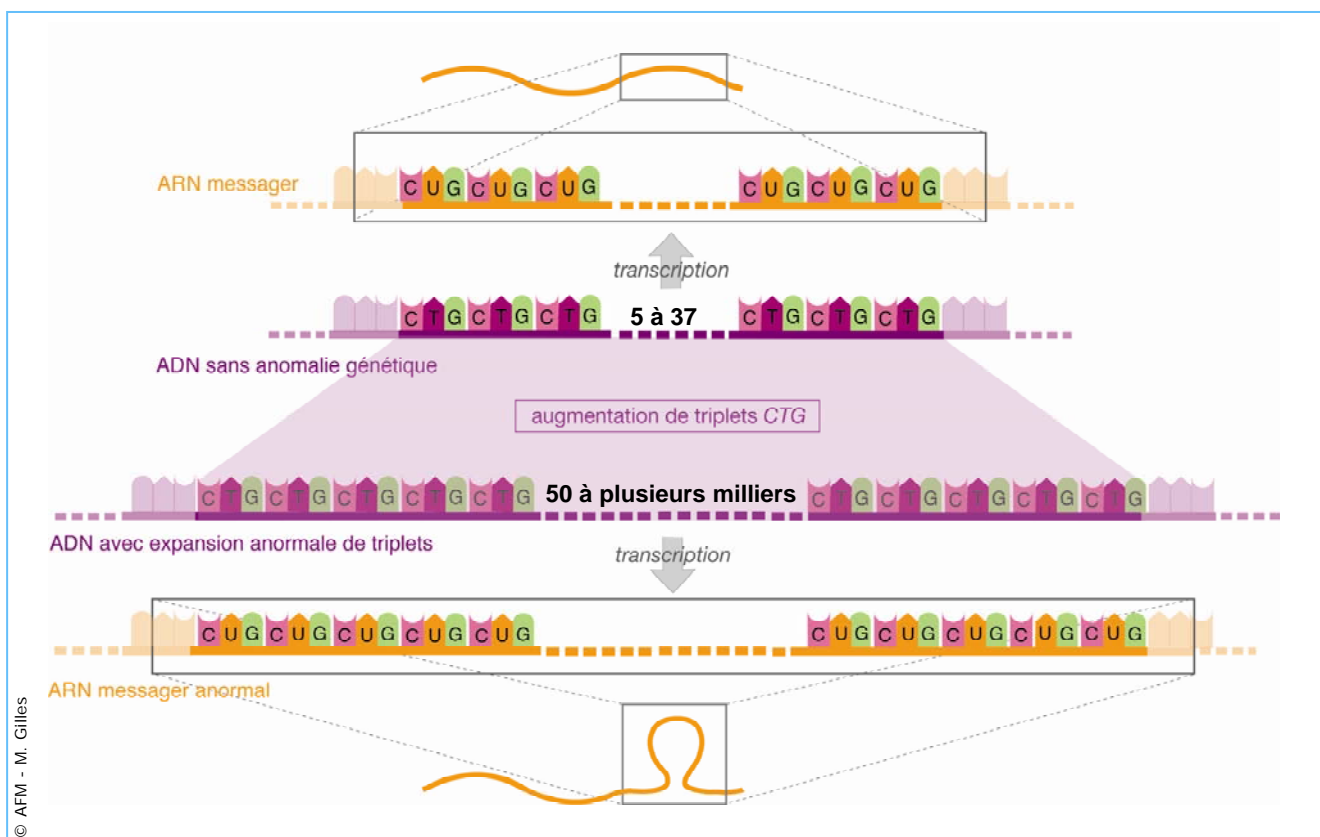 ARN messager
C U G C U G C U G
C U G C U G C U G
transcription
C T G C T G C T G
5 à 37
C T G C T G C T G
ADN sans anomalie génétique
augmentation de triplets CTG
C T G C T G C T G C T G C T G
50 à plusieurs milliers
C T G C T G C T G C T G C T G
ADN avec expansion anormale de triplets
transcription
C U G C U G C U G C U G C U G
C U G C U G C U G C U G C U G
ARN messager anormal
© AFM - M. Gilles